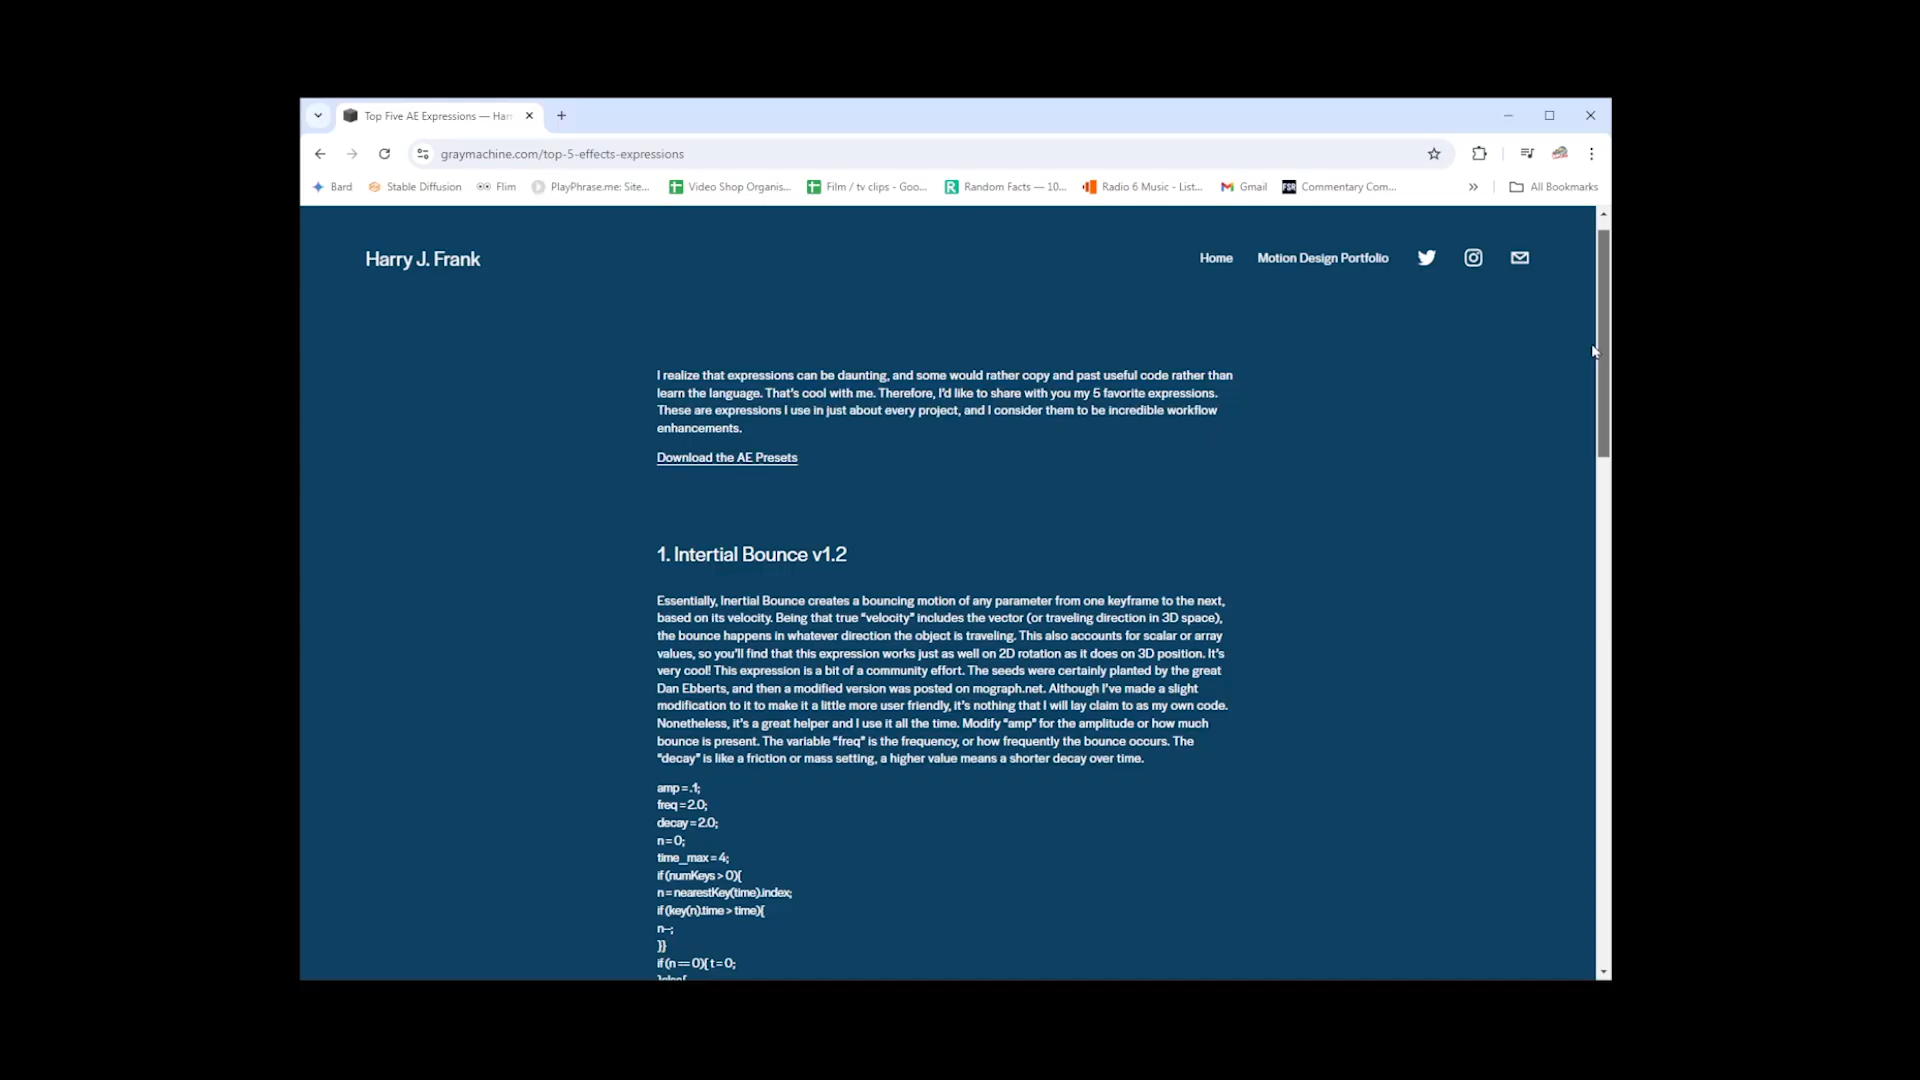 Top Five AE Expressions — Harr
graymachine.com/top-5-effects-expressions
Bard
Stable Diffusion
Flim
PlayPhrase.me: Site...
Video Shop Organis...
Film / tv clips - Goo...
Random Facts — 10...
Radio 6 Music - List...
Gmail
FSR
Commentary Com...
All Bookmarks
Harry J. Frank
Home
Motion Design Portfolio
I realize that expressions can be daunting, and some would rather copy and past useful code rather than
learn the language. That's cool with me. Therefore, I'd like to share with you my 5 favorite expressions.
These are expressions I use in just about every project, and I consider them to be incredible workflow
enhancements.
Download the AE Presets
1. Intertial Bounce v1.2
Essentially, Inertial Bounce creates a bouncing motion of any parameter from one keyframe to the next,
based on its velocity. Being that true “velocity” includes the vector (or traveling direction in 3D space),
the bounce happens in whatever direction the object is traveling. This also accounts for scalar or array
values, so you'll find that this expression works just as well on 2D rotation as it does on 3D position. It's
very cool! This expression is a bit of a community effort. The seeds were certainly planted by the great
Dan Ebberts, and then a modified version was posted on mograph.net. Although I've made a slight
modification to it to make it a little more user friendly, it's nothing that I will lay claim to as my own code.
Nonetheless, it's a great helper and I use it all the time. Modify “amp” for the amplitude or how much
bounce is present. The variable “freq” is the frequency, or how frequently the bounce occurs. The
“decay” is like a friction or mass setting, a higher value means a shorter decay over time.
amp = .1;
freq = 2.0;
decay = 2.0;
n = 0;
time_max = 4;
if (numKeys > 0){
n = nearestKey(time).index;
if (key(n).time > time){
n--;
}}
if (n == 0){ t = 0;
}else{